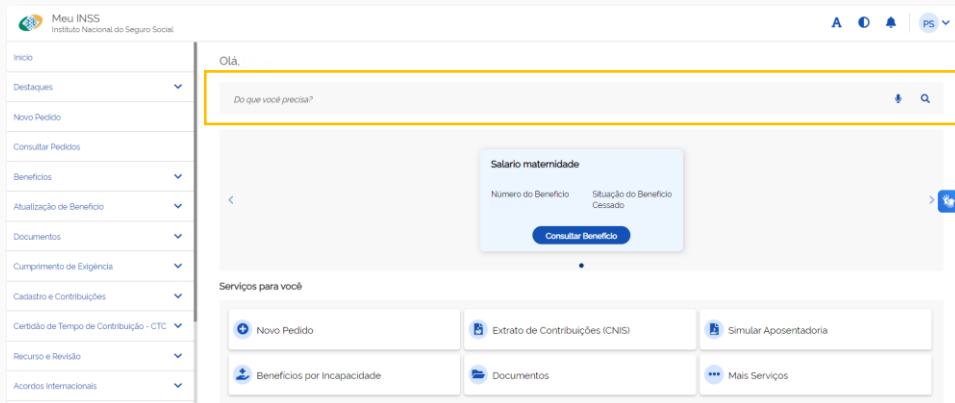 Meu INSS
Instituto Nacional do Seguro Social
A
PS
Início
Destaques
Novo Pedido
Consultar Pedidos
Benefícios
Atualização de Benefício
Documentos
Cumprimento de Exigência
Cadastro e Contribuições
Certidão de Tempo de Contribuição - CTC
Recurso e Revisão
Acordos Internacionais
Olá,
Do que você precisa?
Salario maternidade
Número do Benefício Situação do Benefício
Cessado
Consultar Benefício
Serviços para você
Novo Pedido Extrato de Contribuições (CNIS) Simular Aposentadoria
Benefícios por Incapacidade Documentos Mais Serviços